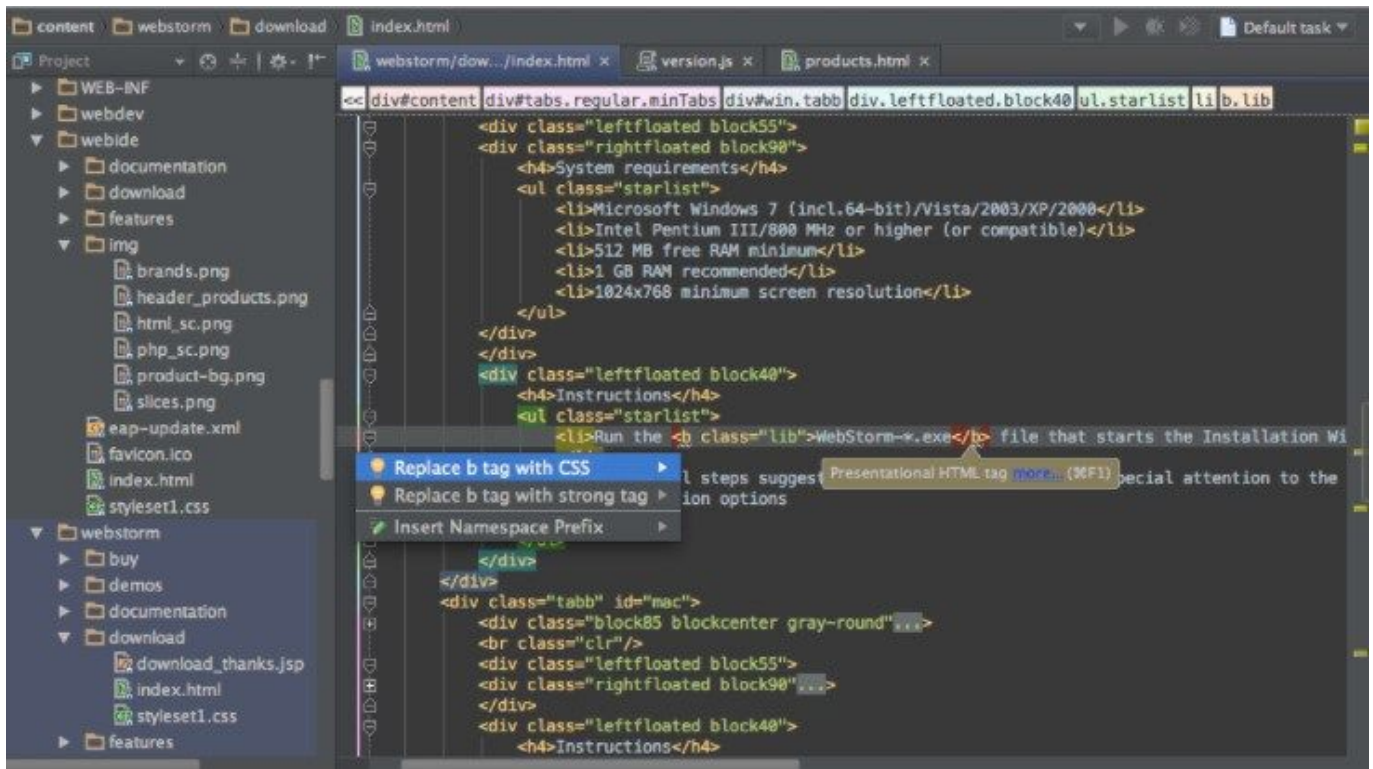 content webstorm download index.html
Default task
Project
webstorm/dow.../index.html × version.js × products.html ×
<< div#content div#tabs.regular.minTabs div#win.tabb div.leftfloated.block40 ul.starlist li b.lib
WEB-INF
webdev
webide
documentation
download
features
img
brands.png
header_products.png
html_sc.png
php_sc.png
product-bg.png
slices.png
eap-update.xml
favicon.ico
index.html
styleset1.css
webstorm
buy
demos
documentation
download
download_thanks.jsp
index.html
styleset1.css
features
<div class="leftfloated block55">
<div class="rightfloated block90">
<h4>System requirements</h4>
<ul class="starlist">
<li>Microsoft Windows 7 (incl.64-bit)/Vista/2003/XP/2000</li>
<li>Intel Pentium III/800 MHz or higher (or compatible)</li>
<li>512 MB free RAM minimum</li>
<li>1 GB RAM recommended</li>
<li>1024x768 minimum screen resolution</li>
</ul>
</div>
</div>
<div class="leftfloated block40">
<h4>Instructions</h4>
<ul class="starlist">
<li>Run the <b class="lib">WebStorm-*.exe</b> file that starts the Installation Wi
Replace b tag with CSS
l steps suggest
Presentational HTML tag more... (⌘F1)
pecial attention to the
Replace b tag with strong tag
ion options
Insert Namespace Prefix
</div>
</div>
<div class="tabb" id="mac">
<div class="block85 blockcenter gray-round"...>
<br class="clr"/>
<div class="leftfloated block55">
<div class="rightfloated block90"...>
</div>
<div class="leftfloated block40">
<h4>Instructions</h4>